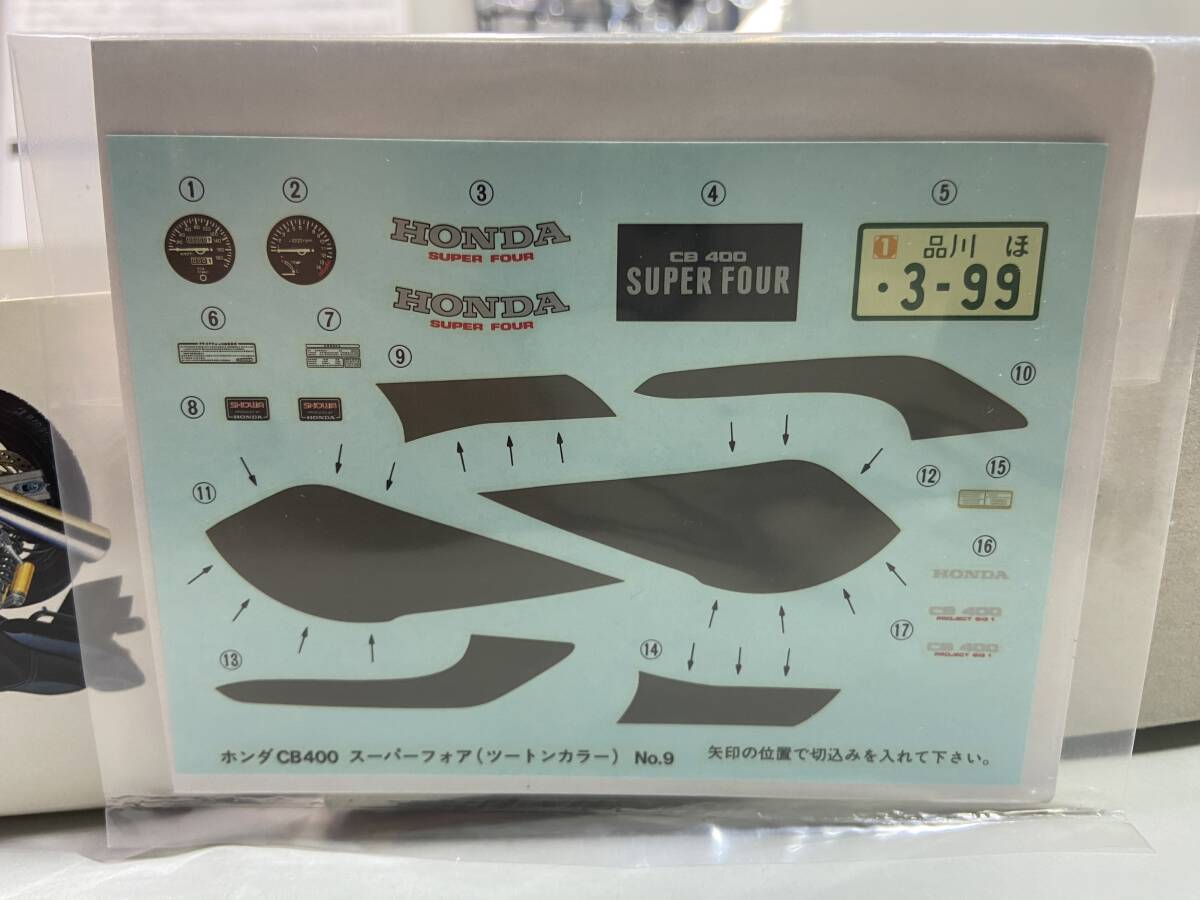 ① ② ③ ④ ⑤
HONDA
SUPER FOUR
HONDA
SUPER FOUR
CB 400
SUPER FOUR
1 品川 ほ
・3-99
⑥ ⑦
⑧
SHOWA
HONDA
SHOWA
HONDA
⑨
⑩
⑪
⑫
⑬
⑭
⑮
⑯
HONDA
⑰
CB 400
PROJECT BIG 1
CB 400
PROJECT BIG 1
ホンダCB400 スーパーフォア(ツートンカラー) No.9
矢印の位置で切込みを入れて下さい。